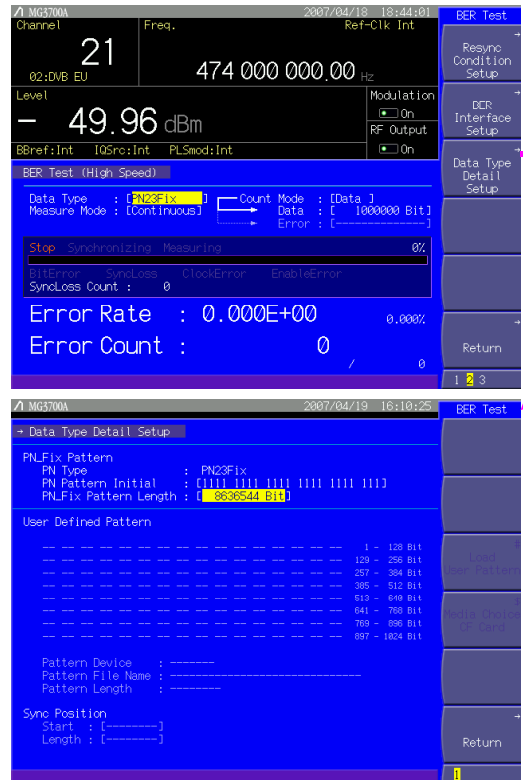 MG3700A 2007/04/18 18:44:01 BER Test
Channel Freq. Ref-Clk Int
21
02:DVB EU 474 000 000.00 Hz
Resync
Condition
Setup
Level Modulation
- 49.96 dBm
On
RF Output
BBref:Int IQSrc:Int PLSmod:Int On
BER
Interface
Setup
BER Test (High Speed)
Data Type
Detail
Setup
Data Type : [PN23Fix ] Count Mode : [Data ]
Measure Mode : [Continuous] Data : [ 1000000 Bit]
Error : [--------------]
Stop Synchronizing Measuring 0%
BitError SyncLoss ClockError EnableError
SyncLoss Count : 0
Error Rate : 0.000E+00 0.000%
Error Count : 0
/ 0
Return
1 2 3
MG3700A 2007/04/19 16:10:25 BER Test
→ Data Type Detail Setup
PN_Fix Pattern
PN Type : PN23Fix
PN Pattern Initial : [1111 1111 1111 1111 1111 111]
PN_Fix Pattern Length : [ 8636544 Bit]
User Defined Pattern
-- -- -- -- -- -- -- -- -- -- -- -- -- -- -- -- 1 - 128 Bit
-- -- -- -- -- -- -- -- -- -- -- -- -- -- -- -- 129 - 256 Bit
-- -- -- -- -- -- -- -- -- -- -- -- -- -- -- -- 257 - 384 Bit
-- -- -- -- -- -- -- -- -- -- -- -- -- -- -- -- 385 - 512 Bit
-- -- -- -- -- -- -- -- -- -- -- -- -- -- -- -- 513 - 640 Bit
-- -- -- -- -- -- -- -- -- -- -- -- -- -- -- -- 641 - 768 Bit
-- -- -- -- -- -- -- -- -- -- -- -- -- -- -- -- 769 - 896 Bit
-- -- -- -- -- -- -- -- -- -- -- -- -- -- -- -- 897 - 1024 Bit
Load
User Pattern
Media Choice
CF Card
Pattern Device : -------
Pattern File Name : ------------------------------
Pattern Length : -------
Sync Position
Start : [--------]
Length : [--------]
Return
1